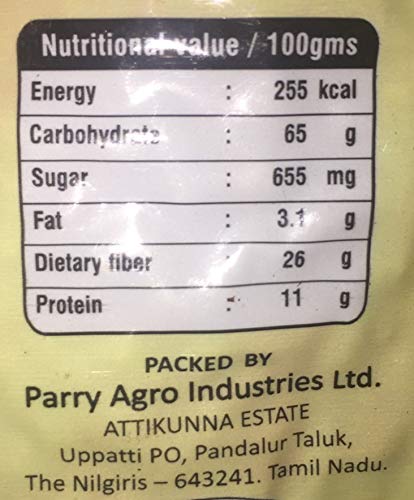 Nutritional value / 100gms
Energy : 255 kcal
Carbohydrate : 65 g
Sugar : 655 mg
Fat : 3.1 g
Dietary fiber : 26 g
Protein : 11 g
PACKED BY
Parry Agro Industries Ltd.
ATTIKUNNA ESTATE
Uppatti PO, Pandalur Taluk,
The Nilgiris – 643241. Tamil Nadu.